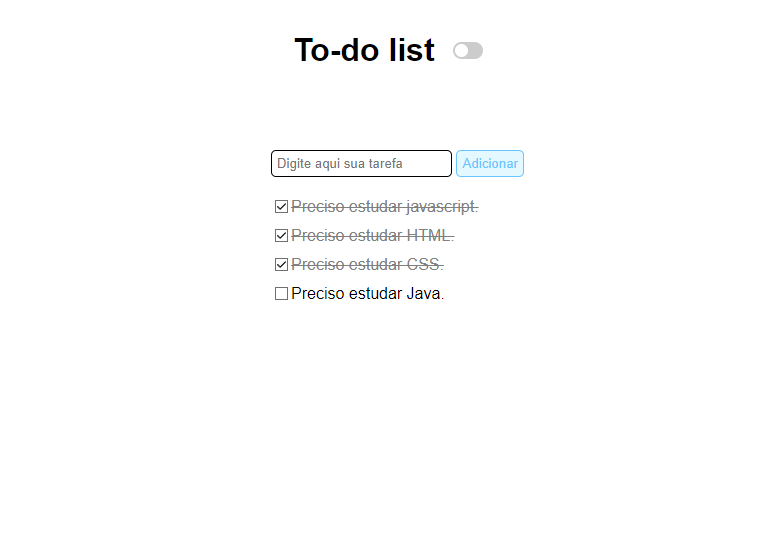 To-do list
Digite aqui sua tarefa Adicionar
Preciso estudar javascript.
Preciso estudar HTML.
Preciso estudar CSS.
Preciso estudar Java.